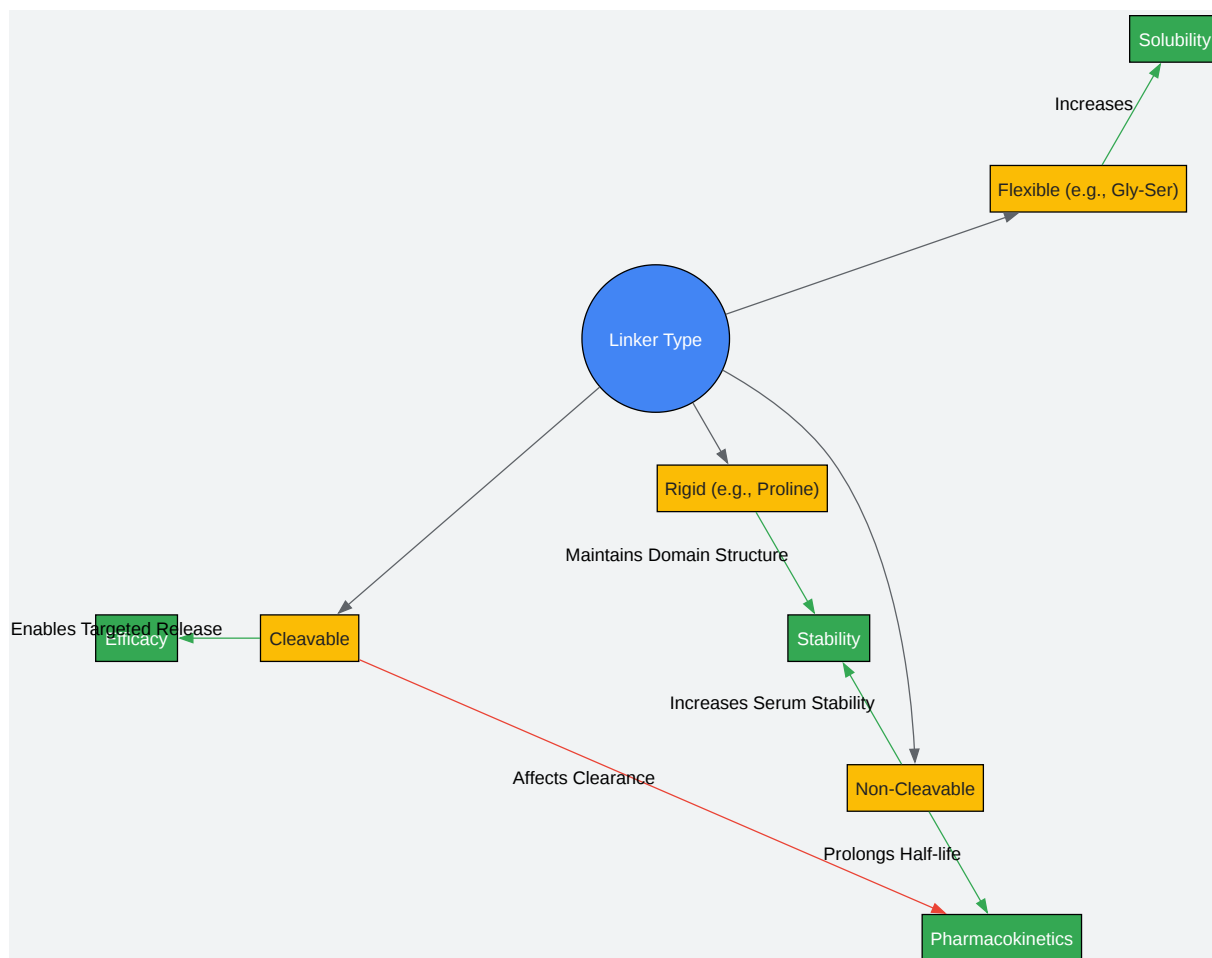 Solubility
Increases
Flexible (e.g., Gly-Ser)
Linker Type
Rigid (e.g., Proline)
Maintains Domain Structure
Enables Targeted Release
Efficacy
Cleavable
Stability
Increases Serum Stability
Affects Clearance
Non-Cleavable
Prolongs Half-life
Pharmacokinetics